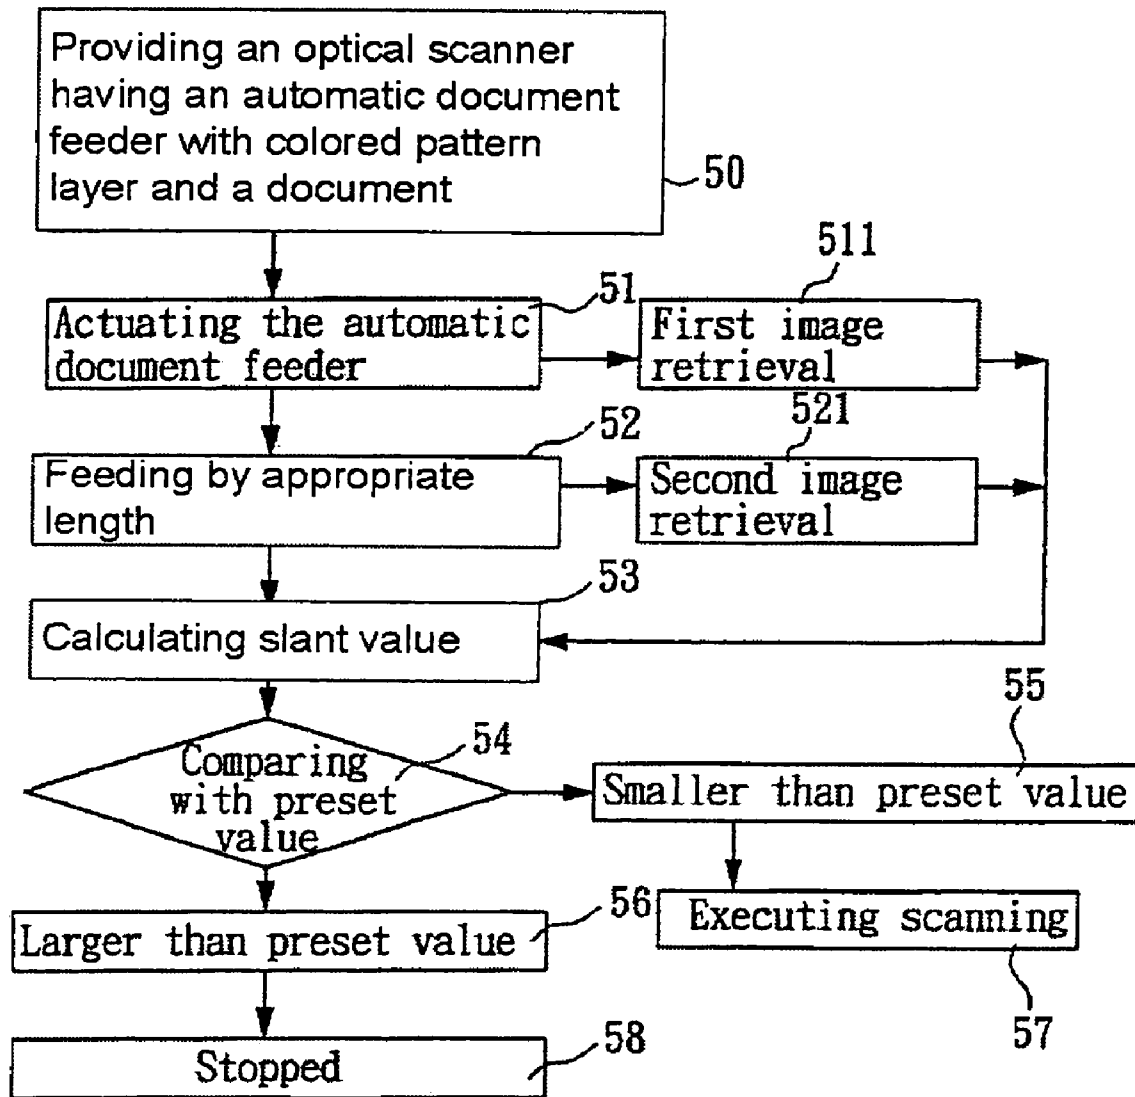 Providing an optical scanner
having an automatic document
feeder with colored pattern
layer and a document
50
511
51
Actuating the automatic
document feeder
First image
retrieval
52
521
Feeding by appropriate
length
Second image
retrieval
53
Calculating slant value
55
54
Comparing
with preset
value
Smaller than preset value
56
Larger than preset value
Executing scanning
57
58
Stopped